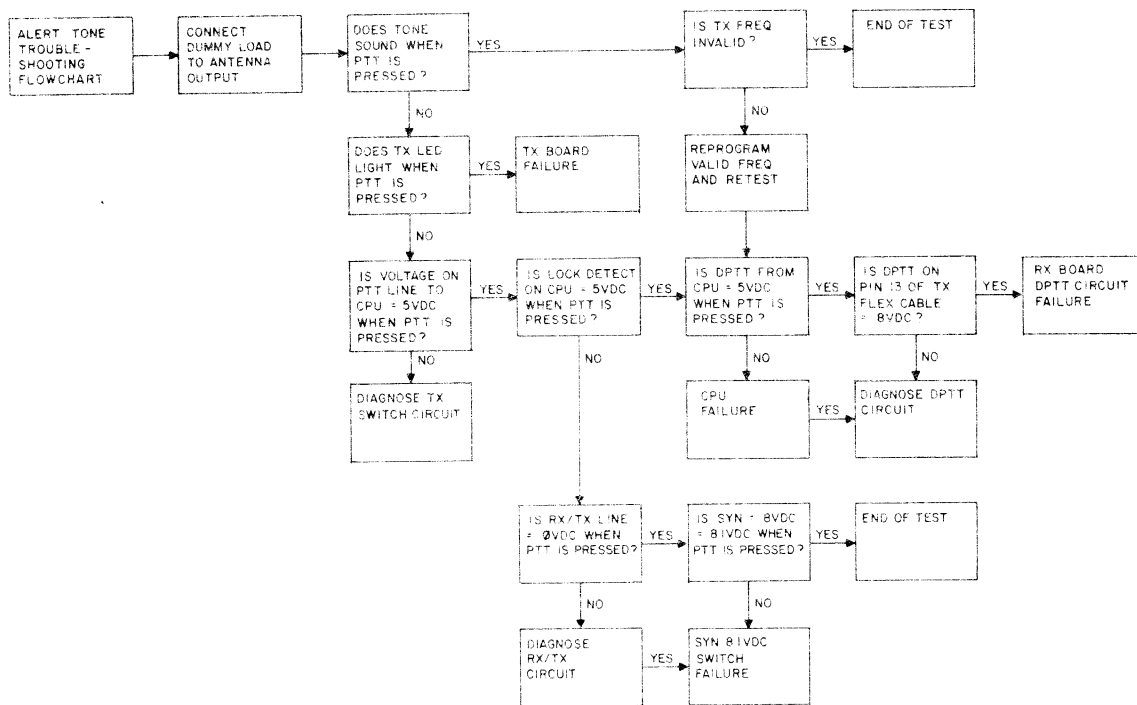 ALERT TONE
TROUBLE-
SHOOTING
FLOWCHART
CONNECT
DUMMY LOAD
TO ANTENNA
OUTPUT
DOES TONE
SOUND WHEN
PTT IS
PRESSED?
YES
IS TX FREQ
INVALID?
YES
END OF TEST
NO
NO
DOES TX LED
LIGHT WHEN
PTT IS
PRESSED?
YES
TX BOARD
FAILURE
REPROGRAM
VALID FREQ
AND RETEST
NO
IS VOLTAGE ON
PTT LINE TO
CPU = 5VDC
WHEN PTT IS
PRESSED?
YES
IS LOCK DETECT
ON CPU = 5VDC
WHEN PTT IS
PRESSED?
YES
IS DPTT FROM
CPU = 5VDC
WHEN PTT IS
PRESSED?
YES
IS DPTT ON
PIN 13 OF TX
FLEX CABLE
= 8VDC?
YES
RX BOARD
DPTT CIRCUIT
FAILURE
NO
NO
NO
NO
DIAGNOSE TX
SWITCH CIRCUIT
CPU
FAILURE
YES
DIAGNOSE DPTT
CIRCUIT
IS RX/TX LINE
= 0VDC WHEN
PTT IS PRESSED?
YES
IS SYN = 8VDC
= 8.1VDC WHEN
PTT IS PRESSED?
YES
END OF TEST
NO
NO
DIAGNOSE
RX/TX
CIRCUIT
YES
SYN 8.1VDC
SWITCH
FAILURE